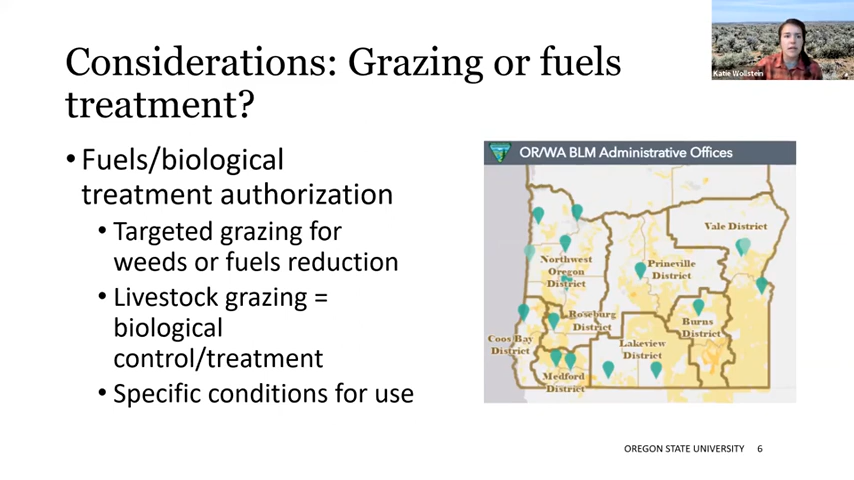 Considerations: Grazing or fuels
treatment?
Katie Wollstein
• Fuels/biological
treatment authorization
• Targeted grazing for
weeds or fuels reduction
• Livestock grazing =
biological
control/treatment
• Specific conditions for use
OR/WA BLM Administrative Offices
Vale District
Northwest
Oregon
District
Prineville
District
Roseburg
District
Burns
District
Coos Bay
District
Lakeview
District
Medford
District
OREGON STATE UNIVERSITY 6